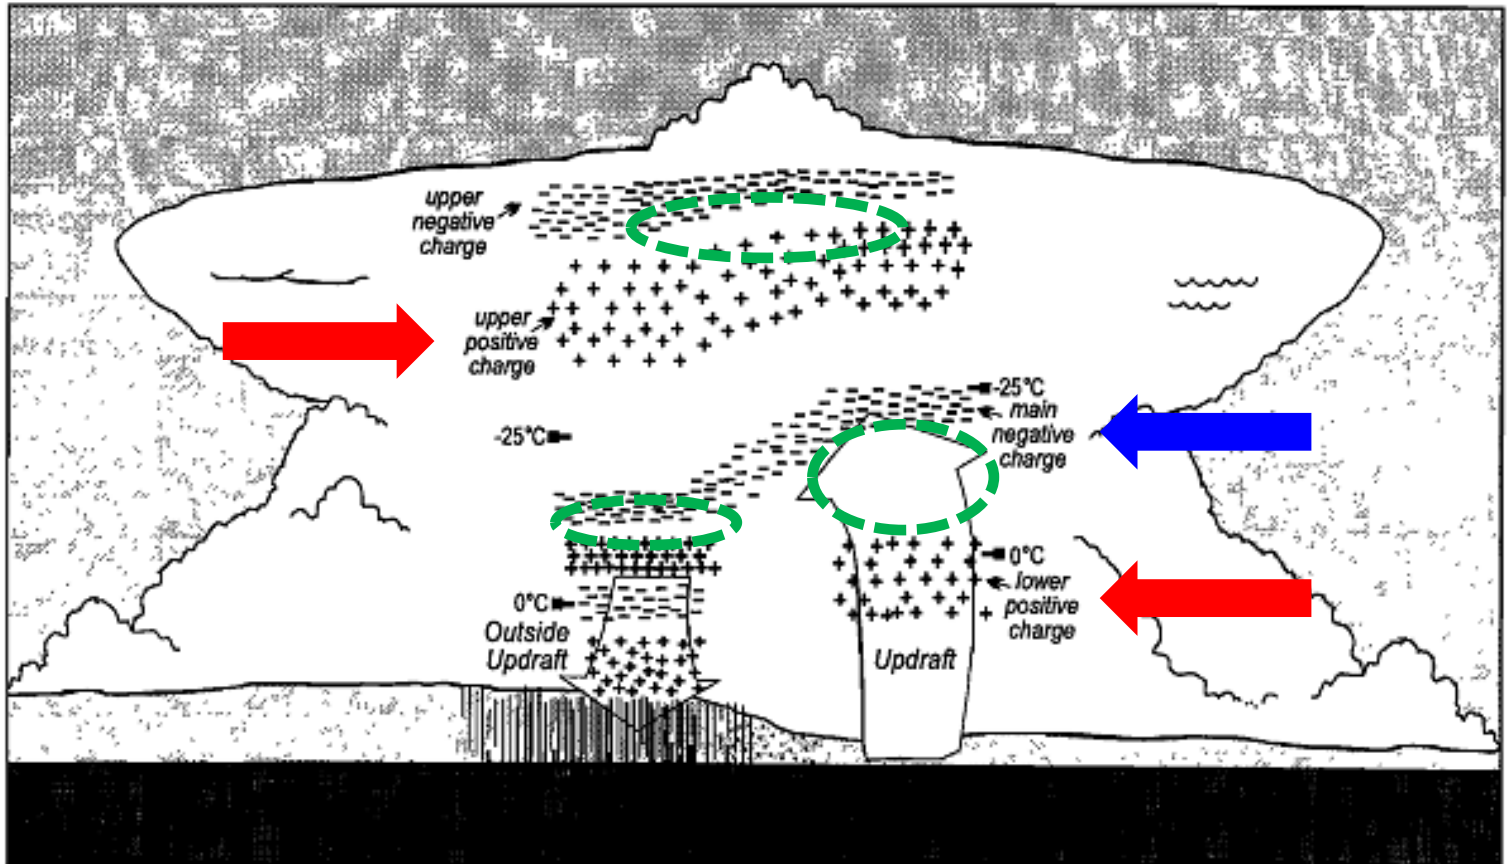 upper
negative
charge
upper
positive
charge
-25°C
main
negative
charge
-25°C
0°C
lower
positive
charge
0°C
Outside
Updraft
Updraft